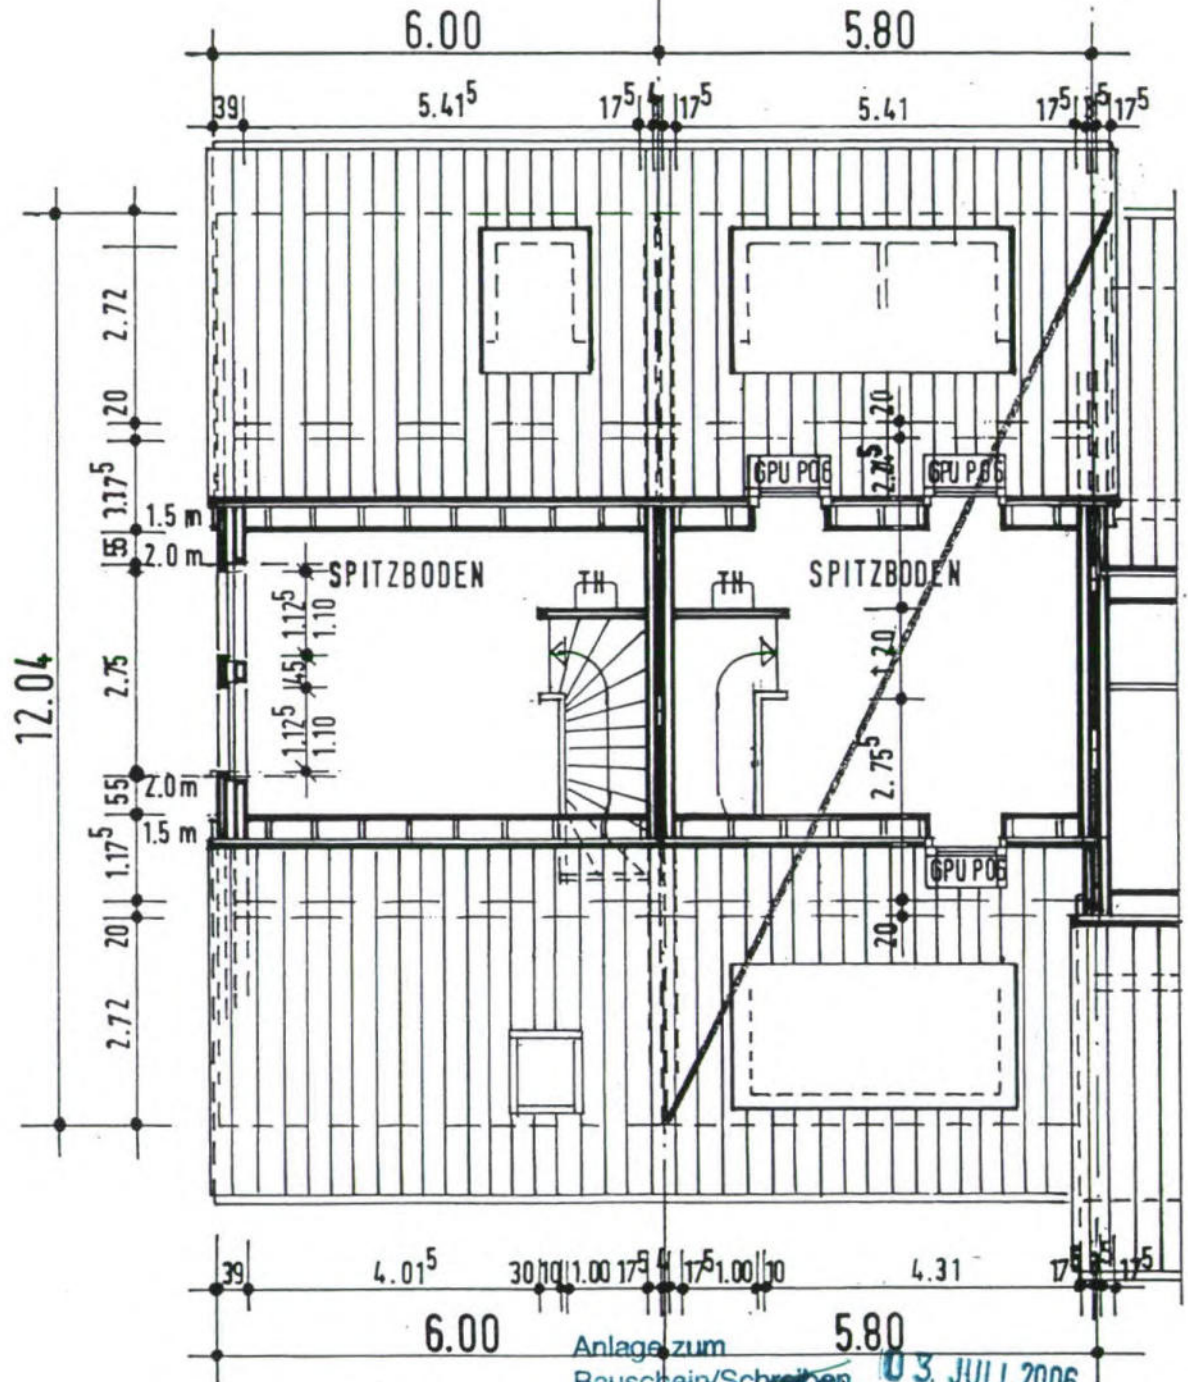 6.00 5.80
39 5.41⁵ 17⁵ 4 17⁵ 5.41 17⁵ 3⁵ 17⁵
2.72
20 20
GPU P06 GPU P06
1.17⁵ 1.5 m
55 2.0 m
SPITZBODEN TH TH SPITZBODEN
1.12⁵
1.10
45
1.20
12.04
2.75
1.12⁵
1.10
2.75⁵
55 2.0 m
1.17⁵ 1.5 m
GPU P06
20 20
2.72
39 4.01⁵ 30 10 1.00 17⁵ 4 17⁵ 1.00 10 4.31 17⁵ 17⁵
6.00 5.80
Anlage zum
Bauschein/Schreiben 03. JULI 2006